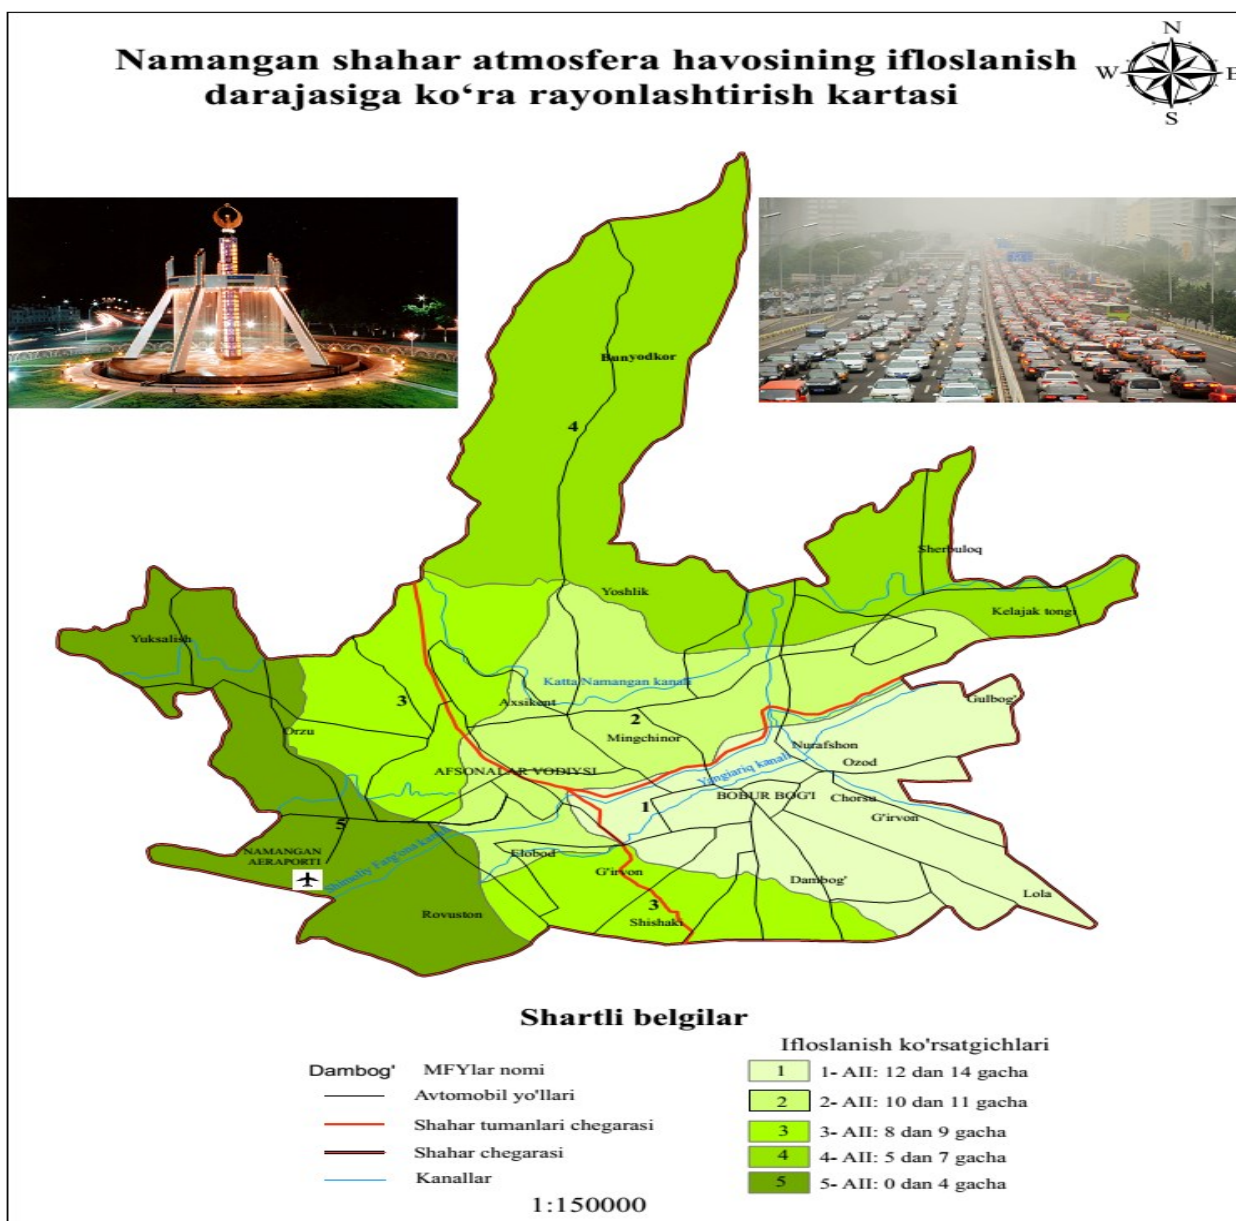 Namangan shahar atmosfera havosining ifloslanish
darajasiga ko‘ra rayonlashtirish kartasi
N
W
E
S
Bunyodkor
4
Sherbuloq
Yoshlik
Kelajak tongi
Yuksalish
Katta Namangan kanali
3
Axsikent
Gulbog'
2
Orzu
Mingchinor
Nurafshon
Ozod
AFSONALAR VODIYSI
Yangiariq kanali
1
BOBUR BOG'I
Chorsu
G'irvon
5
NAMANGAN
AERAPORTI
Shimoliy Farg'ona kanali
Elobod
G'irvon
Dambog'
Lola
3
Rovuston
Shishaki
Shartli belgilar
Dambog' MFYlar nomi
Avtomobil yo'llari
Shahar tumanlari chegarasi
Shahar chegarasi
Kanallar
1:150000
Ifloslanish ko'rsatgichlari
1 1- AII: 12 dan 14 gacha
2 2- AII: 10 dan 11 gacha
3 3- AII: 8 dan 9 gacha
4 4- AII: 5 dan 7 gacha
5 5- AII: 0 dan 4 gacha